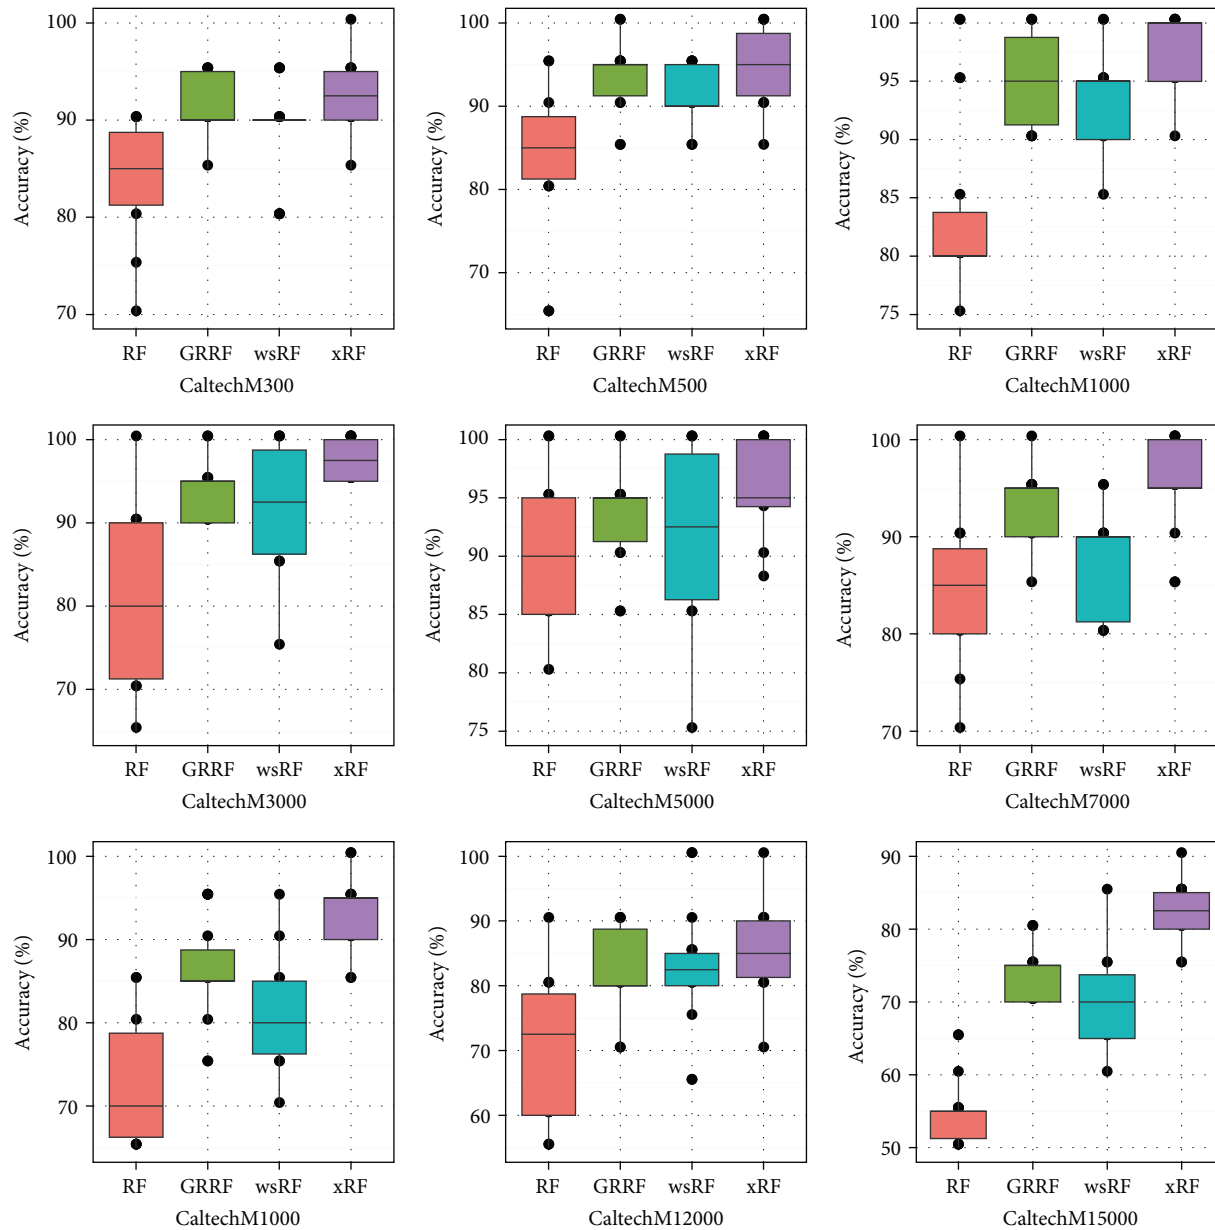 100
90
80
70
Accuracy (%)
RF GRRF wsRF xRF
CaltechM300
100
90
80
70
Accuracy (%)
RF GRRF wsRF xRF
CaltechM500
100
95
90
85
80
75
Accuracy (%)
RF GRRF wsRF xRF
CaltechM1000
100
90
80
70
Accuracy (%)
RF GRRF wsRF xRF
CaltechM3000
100
95
90
85
80
75
Accuracy (%)
RF GRRF wsRF xRF
CaltechM5000
100
90
80
70
Accuracy (%)
RF GRRF wsRF xRF
CaltechM7000
100
90
80
70
Accuracy (%)
RF GRRF wsRF xRF
CaltechM1000
100
90
80
70
60
Accuracy (%)
RF GRRF wsRF xRF
CaltechM12000
90
80
70
60
50
Accuracy (%)
RF GRRF wsRF xRF
CaltechM15000